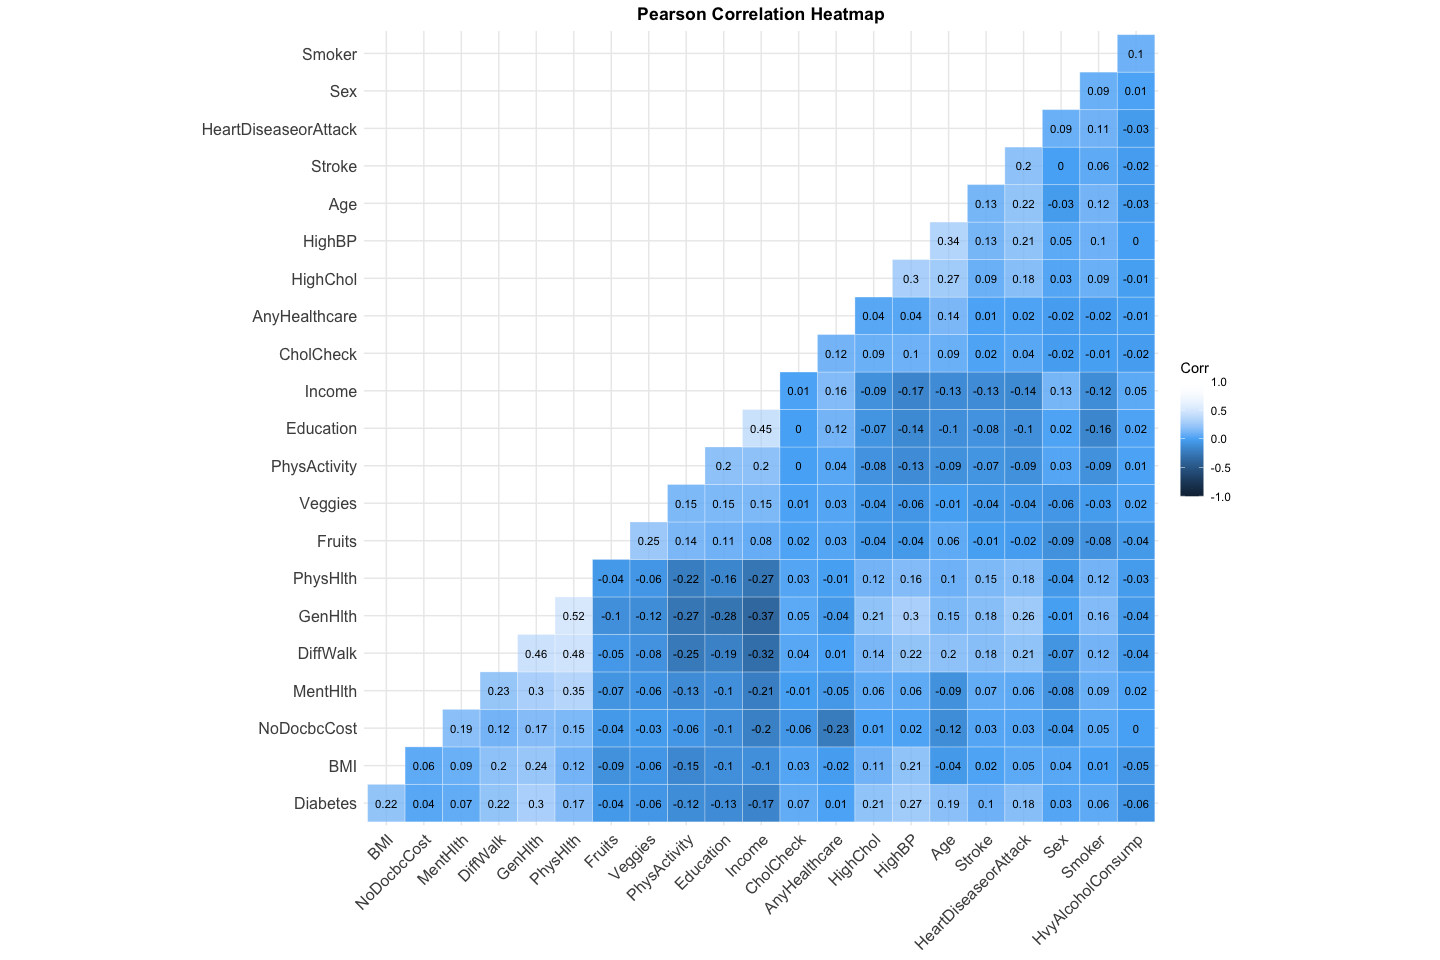 Pearson Correlation Heatmap
Smoker 0.1
Sex 0.09 0.01
HeartDiseaseorAttack 0.09 0.11 -0.03
Stroke 0.2 0 0.06 -0.02
Age 0.13 0.22 -0.03 0.12 -0.03
HighBP 0.34 0.13 0.21 0.05 0.1 0
HighChol 0.3 0.27 0.09 0.18 0.03 0.09 -0.01
AnyHealthcare 0.04 0.04 0.14 0.01 0.02 -0.02 -0.02 -0.01
CholCheck 0.12 0.09 0.1 0.09 0.02 0.04 -0.02 -0.01 -0.02
Income 0.01 0.16 -0.09 -0.17 -0.13 -0.13 -0.14 0.13 -0.12 0.05
Education 0.45 0 0.12 -0.07 -0.14 -0.1 -0.08 -0.1 0.02 -0.16 0.02
PhysActivity 0.2 0.2 0 0.04 -0.08 -0.13 -0.09 -0.07 -0.09 0.03 -0.09 0.01
Veggies 0.15 0.15 0.15 0.01 0.03 -0.04 -0.06 -0.01 -0.04 -0.04 -0.06 -0.03 0.02
Fruits 0.25 0.14 0.11 0.08 0.02 0.03 -0.04 -0.04 0.06 -0.01 -0.02 -0.09 -0.08 -0.04
PhysHlth -0.04 -0.06 -0.22 -0.16 -0.27 0.03 -0.01 0.12 0.16 0.1 0.15 0.18 -0.04 0.12 -0.03
GenHlth 0.52 -0.1 -0.12 -0.27 -0.28 -0.37 0.05 -0.04 0.21 0.3 0.15 0.18 0.26 -0.01 0.16 -0.04
DiffWalk 0.46 0.48 -0.05 -0.08 -0.25 -0.19 -0.32 0.04 0.01 0.14 0.22 0.2 0.18 0.21 -0.07 0.12 -0.04
MentHlth 0.23 0.3 0.35 -0.07 -0.06 -0.13 -0.1 -0.21 -0.01 -0.05 0.06 0.06 -0.09 0.07 0.06 -0.08 0.09 0.02
NoDocbcCost 0.19 0.12 0.17 0.15 -0.04 -0.03 -0.06 -0.1 -0.2 -0.06 -0.23 0.01 0.02 -0.12 0.03 0.03 -0.04 0.05 0
BMI 0.06 0.09 0.2 0.24 0.12 -0.09 -0.06 -0.15 -0.1 -0.1 0.03 -0.02 0.11 0.21 -0.04 0.02 0.05 0.04 0.01 -0.05
Diabetes 0.22 0.04 0.07 0.22 0.3 0.17 -0.04 -0.06 -0.12 -0.13 -0.17 0.07 0.01 0.21 0.27 0.19 0.1 0.18 0.03 0.06 -0.06
BMI
NoDocbcCost
MentHlth
DiffWalk
GenHlth
PhysHlth
Fruits
Veggies
PhysActivity
Education
Income
CholCheck
AnyHealthcare
HighChol
HighBP
Age
Stroke
HeartDiseaseorAttack
Sex
Smoker
HvyAlcoholConsump
Corr
1.0
0.5
0.0
-0.5
-1.0